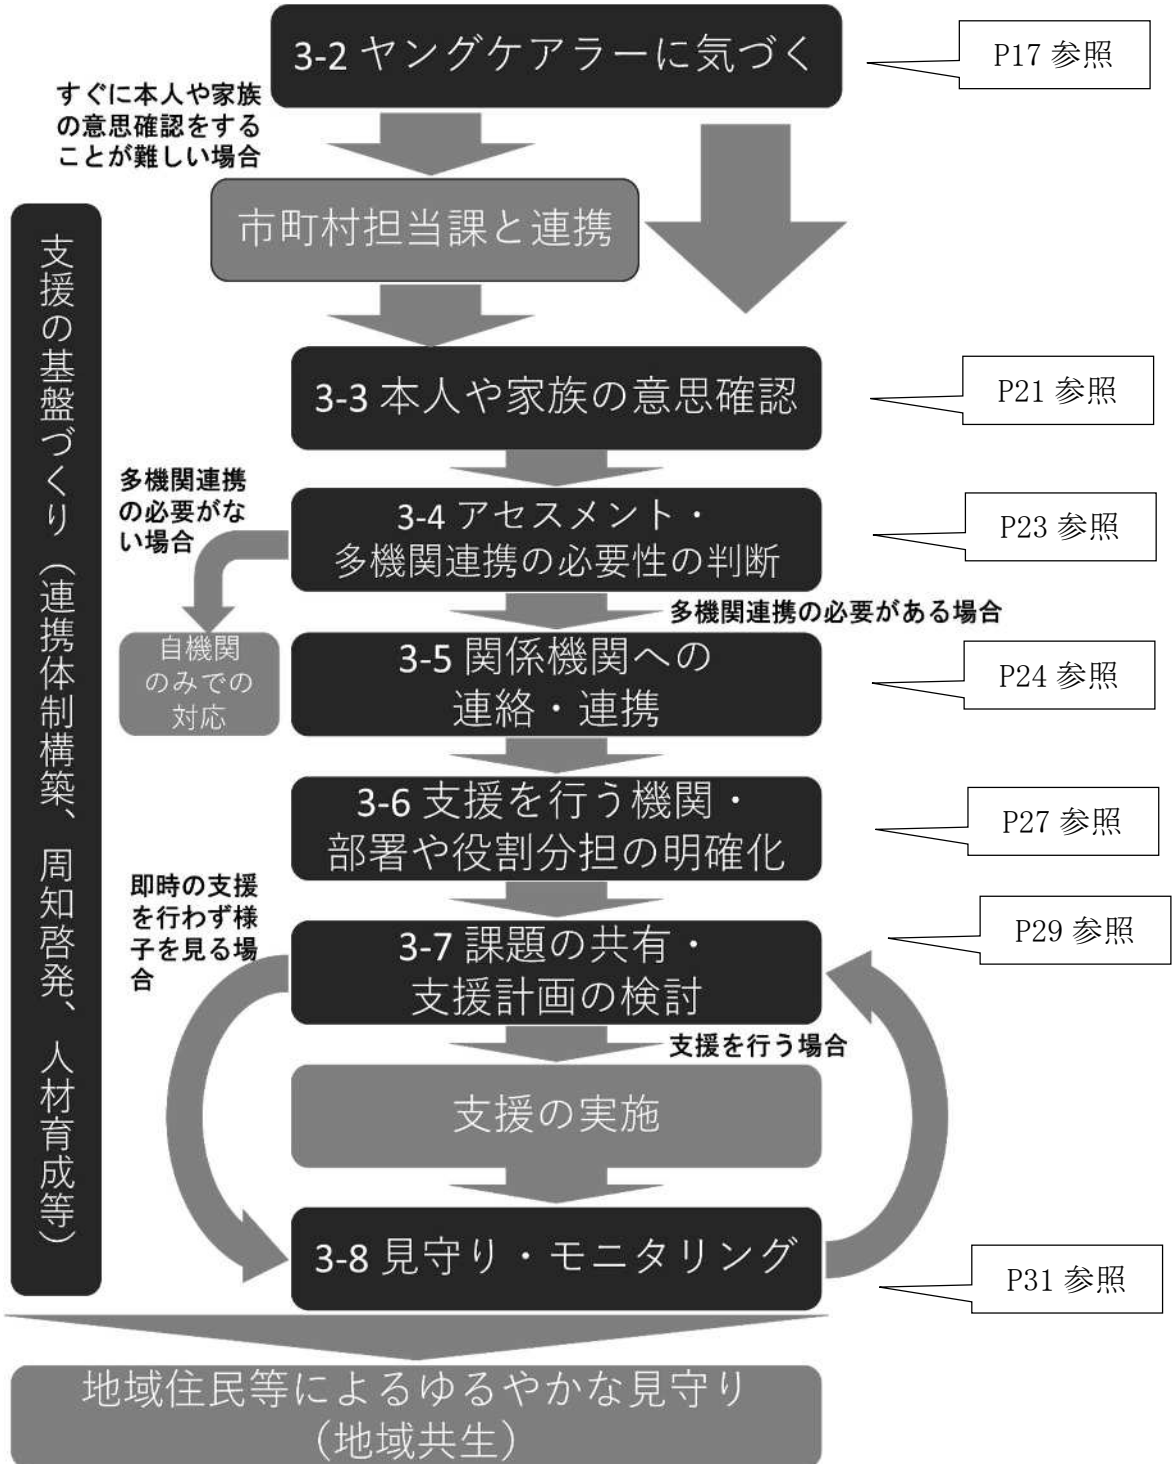 3-2 ヤングケアラーに気づく
P17 参照
すぐに本人や家族
の意思確認をする
ことが難しい場合
市町村担当課と連携
支援の基盤づくり（連携体制構築、周知啓発、人材育成等）
3-3 本人や家族の意思確認
P21 参照
多機関連携
の必要がな
い場合
3-4 アセスメント・
多機関連携の必要性の判断
P23 参照
多機関連携の必要がある場合
自機関
のみでの
対応
3-5 関係機関への
連絡・連携
P24 参照
3-6 支援を行う機関・
部署や役割分担の明確化
P27 参照
即時の支援
を行わず様
子を見る場
合
3-7 課題の共有・
支援計画の検討
P29 参照
支援を行う場合
支援の実施
3-8 見守り・モニタリング
P31 参照
地域住民等によるゆるやかな見守り
（地域共生）